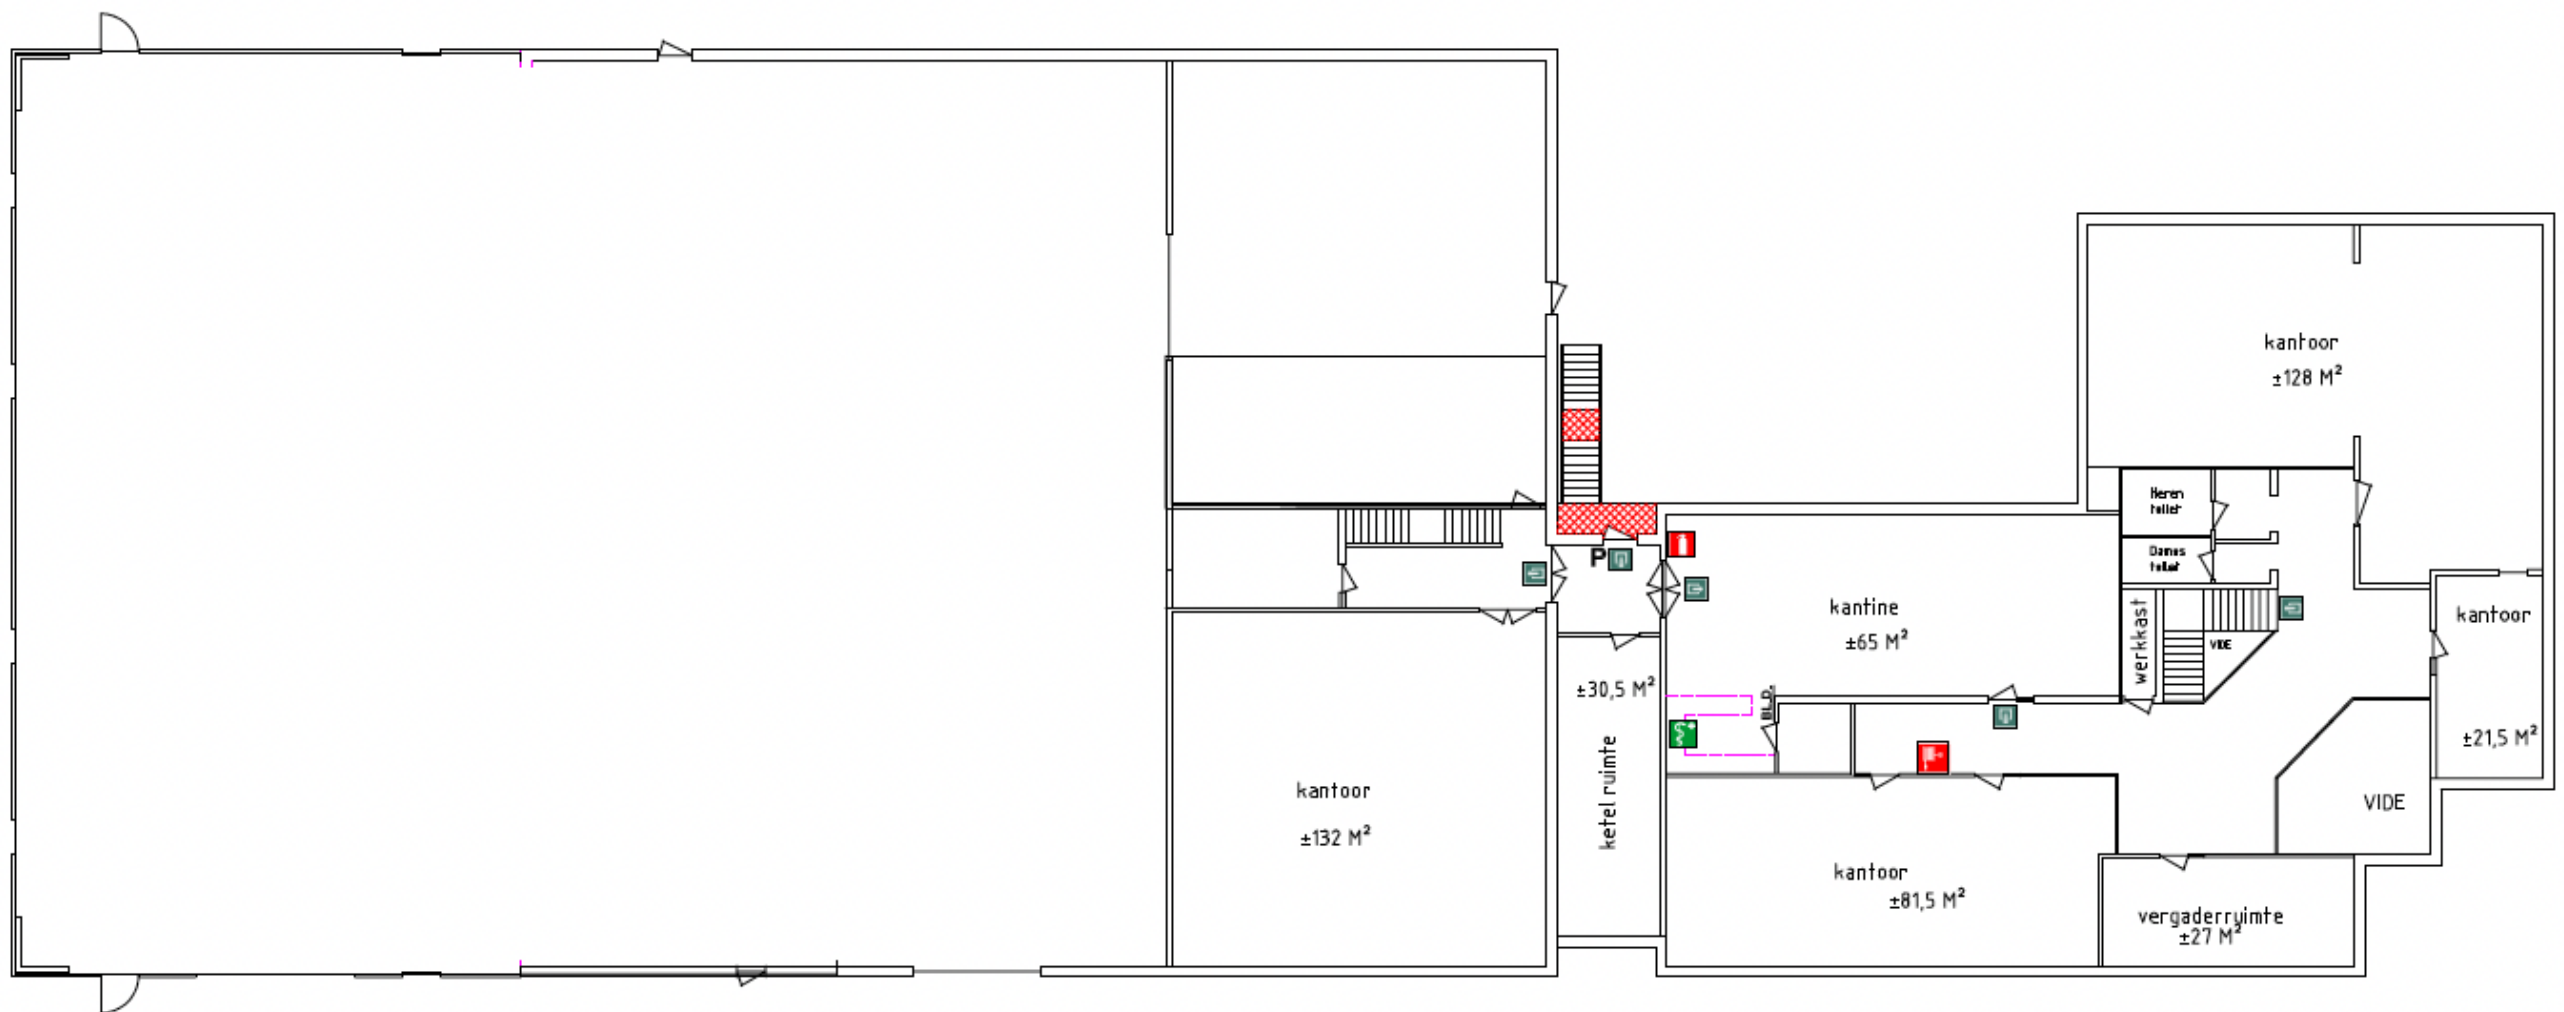 kantoor
±128 M²
Heren
toilet
Dames
toilet
P
kantine
±65 M²
werkkast
VIDE
kantoor
±21,5 M²
±30,5 M²
BLD.
ketel ruimte
kantoor
±132 M²
VIDE
kantoor
±81,5 M²
vergaderruimte
±27 M²